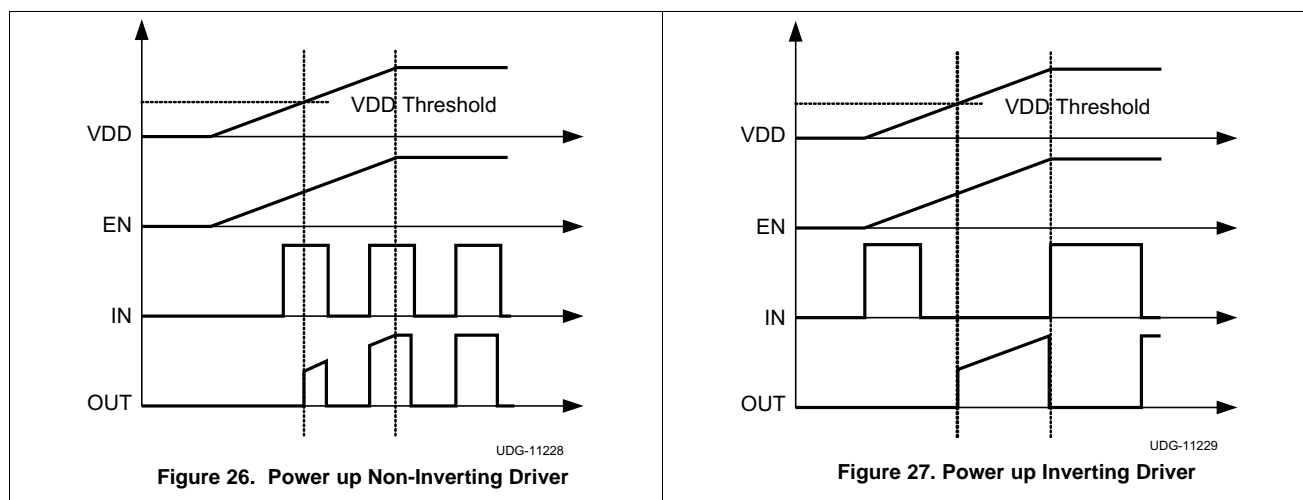 VDD Threshold
VDD
EN
IN
OUT
UDG-11228
Figure 26. Power up Non-Inverting Driver
VDD Threshold
VDD
EN
IN
OUT
UDG-11229
Figure 27. Power up Inverting Driver